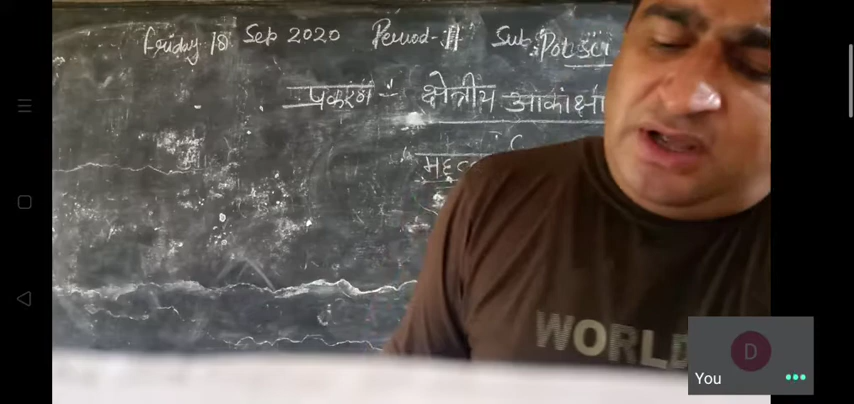 Friday 18 Sep 2020 Period-II Sub:Pol sci
प्रकरण - क्षेत्रीय आकांक्षा
WORLD
You
D